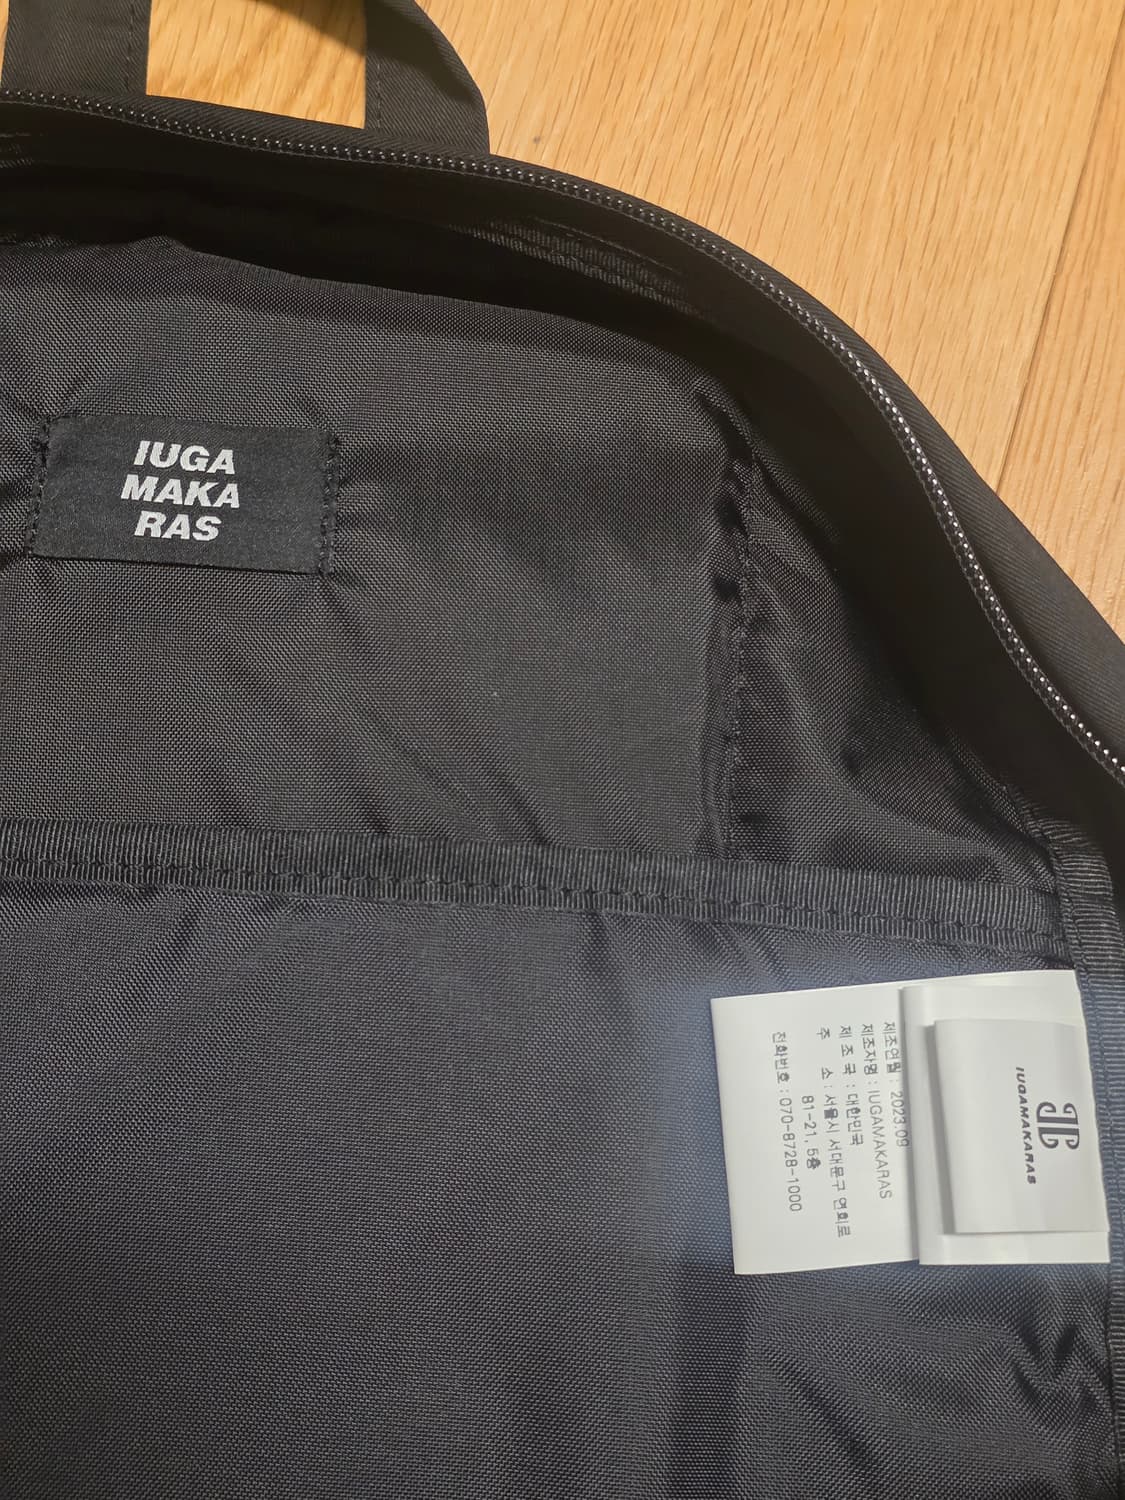 IUGA
MAKA
RAS
제조연월 : 2023.09
제조자명 : IUGAMAKARAS
제 조 국 : 대한민국
주 소 : 서울시 서대문구 연희로
81-21, 5층
전화번호 : 070-8728-1000
IUGAMAKARAS